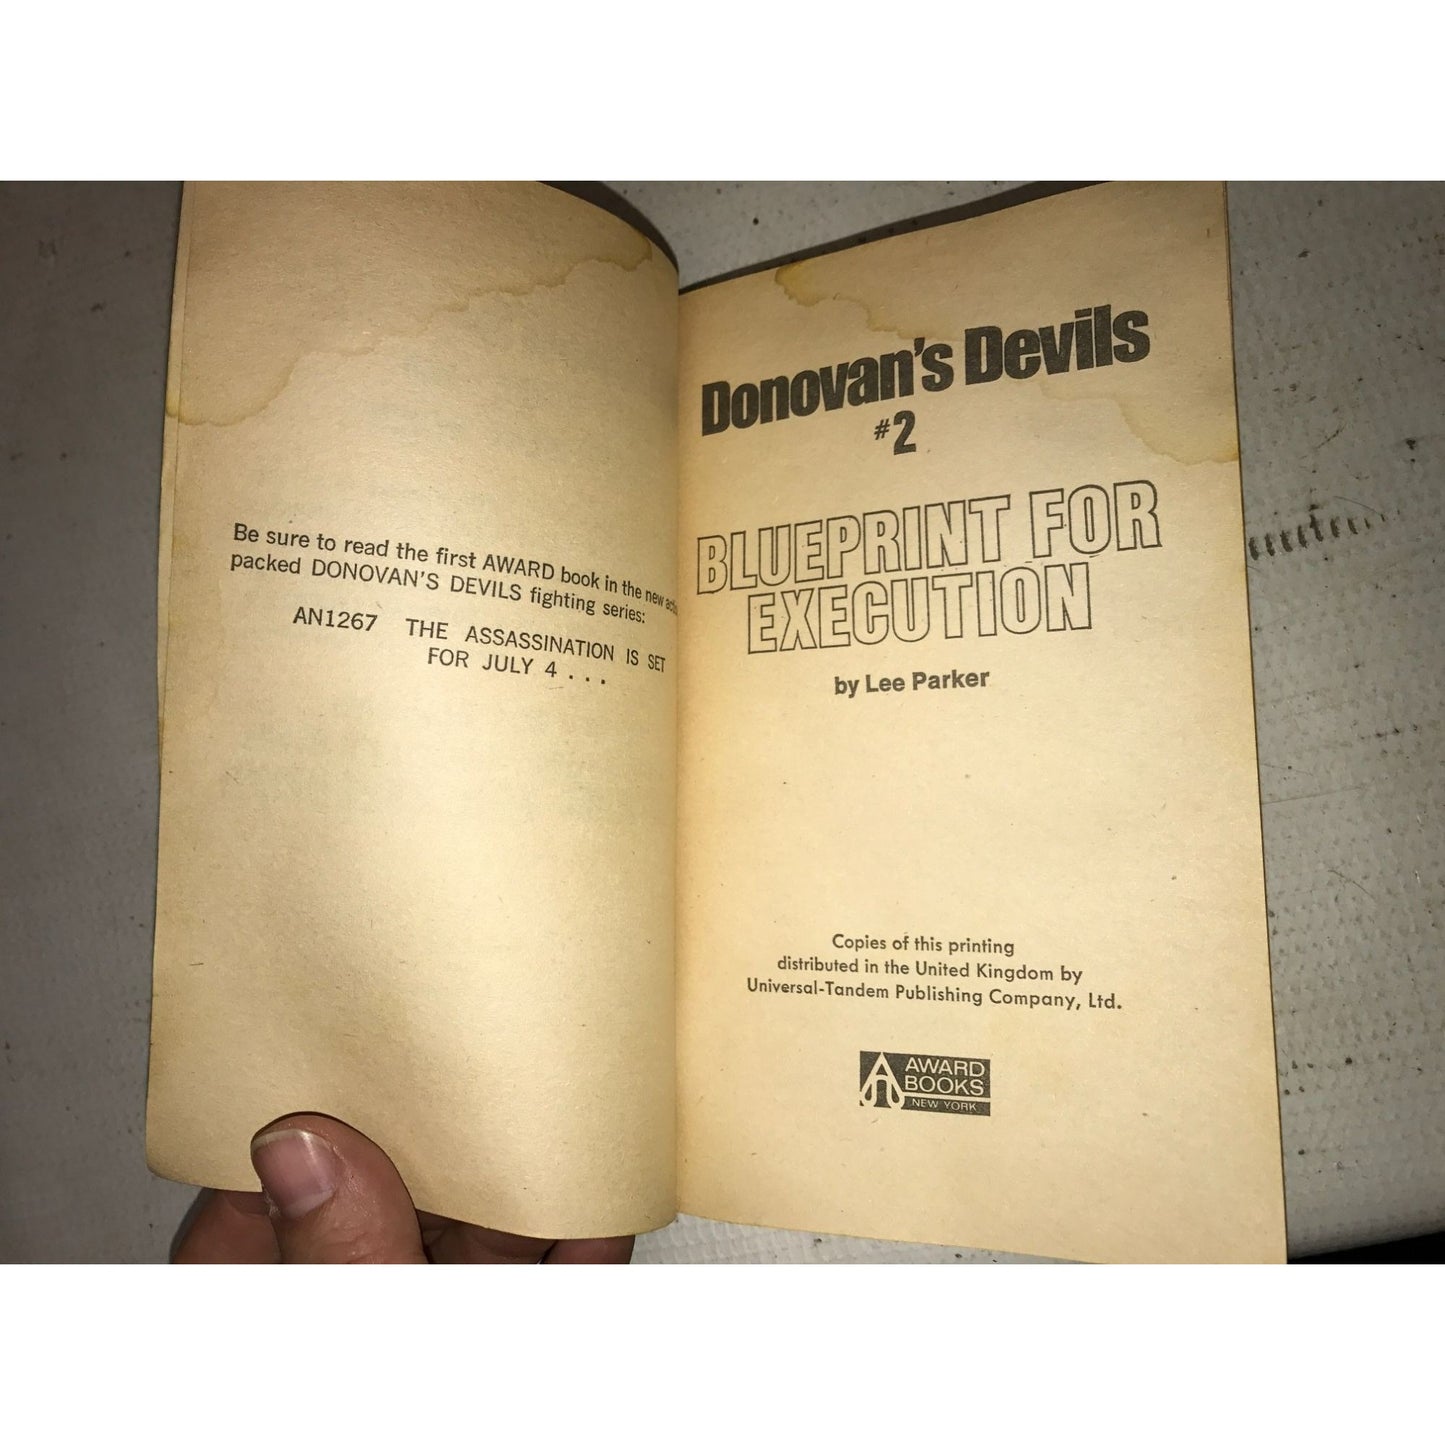 Be sure to read the first AWARD book in the new
packed DONOVAN'S DEVILS fighting series:
AN1267 THE ASSASSINATION IS SET
FOR JULY 4 . . .
Donovan's Devils
#2
BLUEPRINT FOR
EXECUTION
by Lee Parker
Copies of this printing
distributed in the United Kingdom by
Universal-Tandem Publishing Company, Ltd.
AWARD
BOOKS
NEW YORK